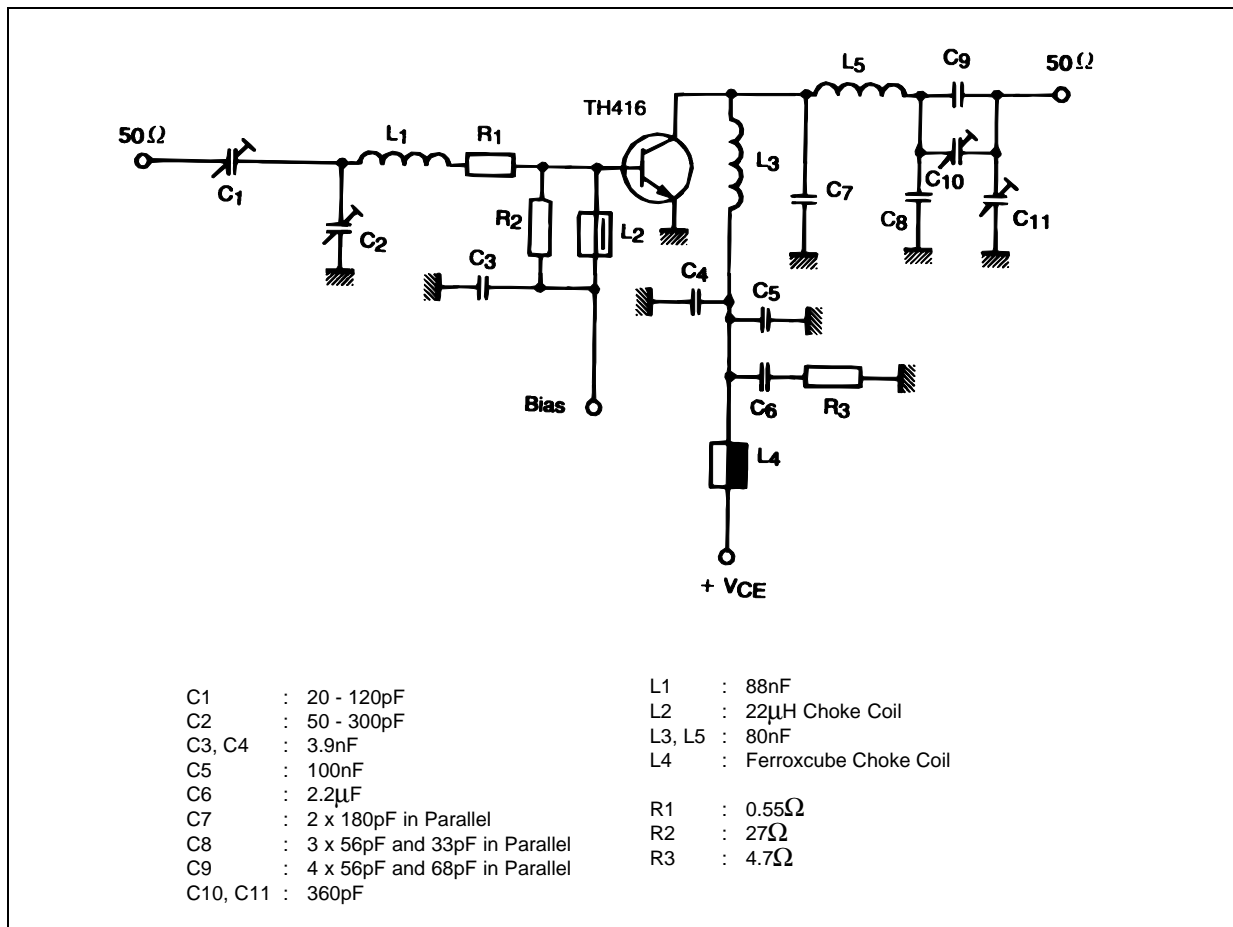 L5
C9
50Ω
TH416
50Ω
L1
R1
L3
C1
C10
C7
R2
L2
C8
C11
C2
C3
C4
C5
Bias
C6
R3
L4
+ VCE
C1 : 20 - 120pF
C2 : 50 - 300pF
C3, C4 : 3.9nF
C5 : 100nF
C6 : 2.2μF
C7 : 2 x 180pF in Parallel
C8 : 3 x 56pF and 33pF in Parallel
C9 : 4 x 56pF and 68pF in Parallel
C10, C11 : 360pF
L1 : 88nF
L2 : 22μH Choke Coil
L3, L5 : 80nF
L4 : Ferroxcube Choke Coil
R1 : 0.55Ω
R2 : 27Ω
R3 : 4.7Ω